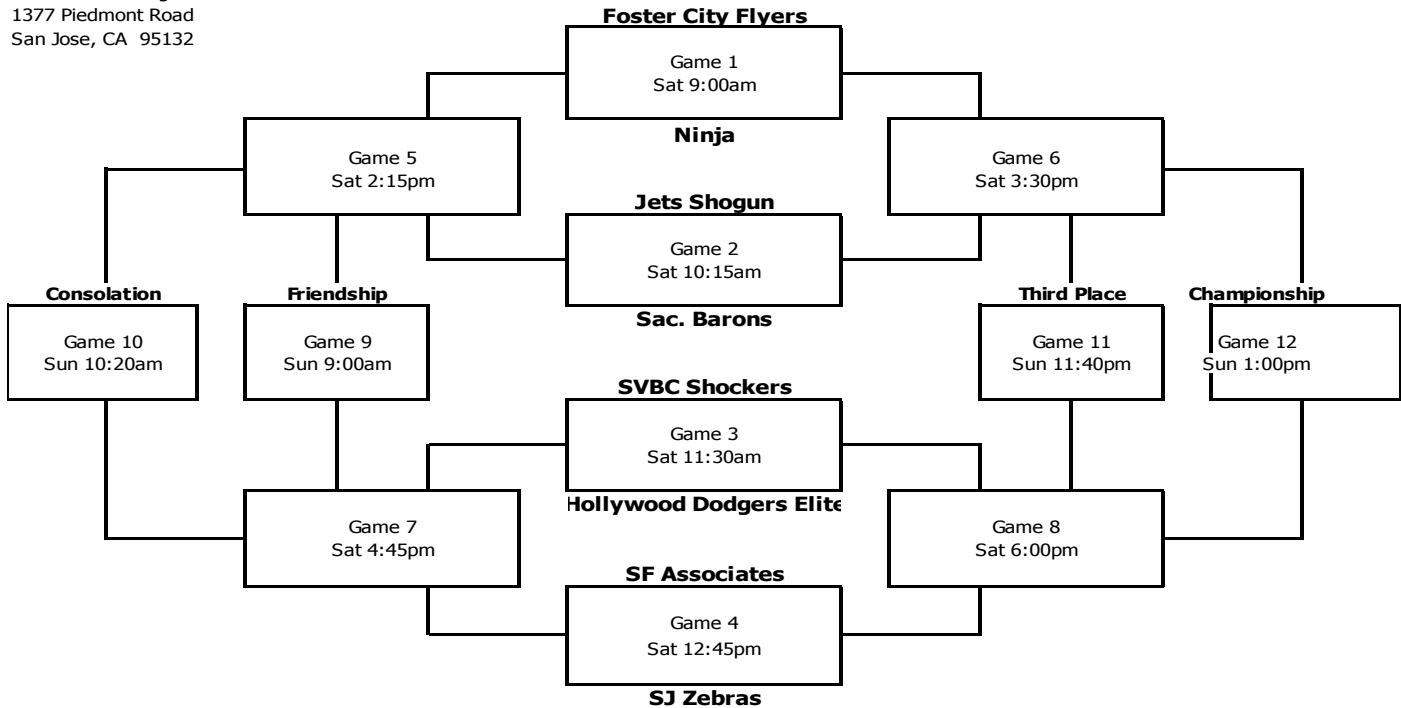 1377 Piedmont Road
San Jose, CA 95132
Foster City Flyers
Game 1
Sat 9:00am
Ninja
Game 5
Sat 2:15pm
Game 6
Sat 3:30pm
Jets Shogun
Game 2
Sat 10:15am
Sac. Barons
Consolation
Game 10
Sun 10:20am
Friendship
Game 9
Sun 9:00am
Third Place
Game 11
Sun 11:40pm
Championship
Game 12
Sun 1:00pm
SVBC Shockers
Game 3
Sat 11:30am
Hollywood Dodgers Elite
Game 7
Sat 4:45pm
Game 8
Sat 6:00pm
SF Associates
Game 4
Sat 12:45pm
SJ Zebras